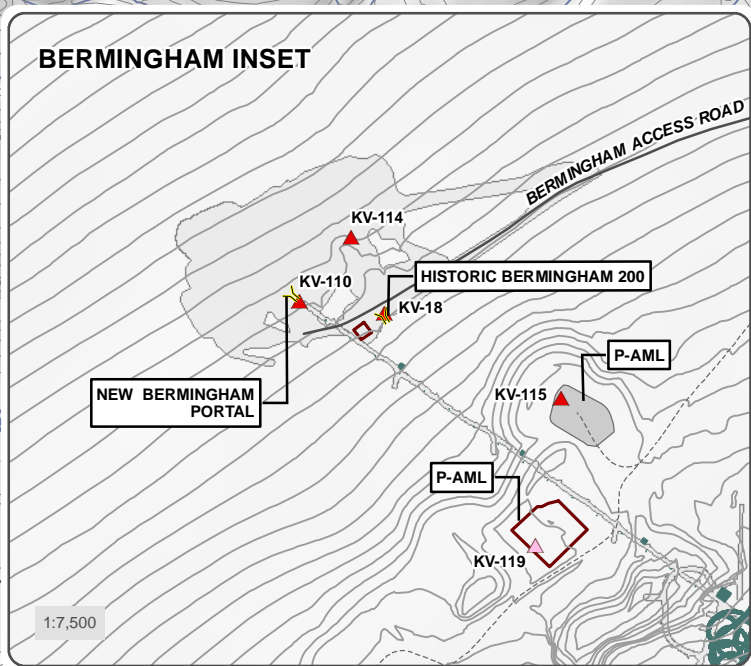 BERMINGHAM INSET
BERMINGHAM ACCESS ROAD
KV-114
KV-110
HISTORIC BERMINGHAM 200
KV-18
P-AML
NEW BERMINGHAM
PORTAL
KV-115
P-AML
KV-119
1:7,500